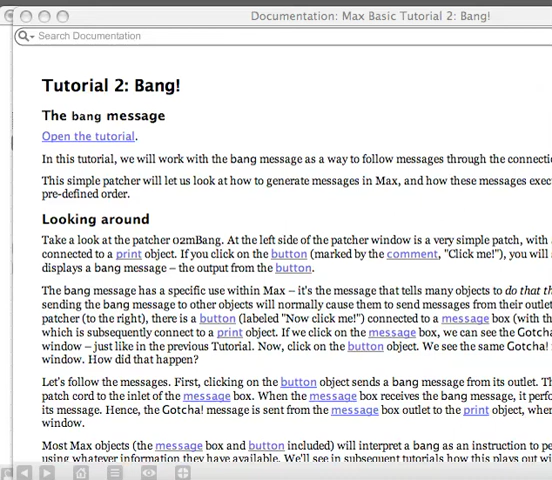 Documentation: Max Basic Tutorial 2: Bang!
Search Documentation
Tutorial 2: Bang!
The bang message
Open the tutorial.
In this tutorial, we will work with the bang message as a way to follow messages through the connecti
This simple patcher will let us look at how to generate messages in Max, and how these messages exec
pre-defined order.
Looking around
Take a look at the patcher 02mBang. At the left side of the patcher window is a very simple patch, with
connected to a print object. If you click on the button (marked by the comment, "Click me!"), you will
displays a bang message – the output from the button.
The bang message has a specific use within Max – it's the message that tells many objects to do that th
sending the bang message to other objects will normally cause them to send messages from their outlet
patcher (to the right), there is a button (labeled "Now click me!") connected to a message box (with th
which is subsequently connect to a print object. If we click on the message box, we can see the Gotcha
window – just like in the previous Tutorial. Now, click on the button object. We see the same Gotcha!
window. How did that happen?
Let's follow the messages. First, clicking on the button object sends a bang message from its outlet. Th
patch cord to the inlet of the message box. When the message box receives the bang message, it perfo
its message. Hence, the Gotcha! message is sent from the message box outlet to the print object, wher
window.
Most Max objects (the message box and button included) will interpret a bang as an instruction to pe
using whatever information they have available. We'll see in subsequent tutorials how this plays out wi